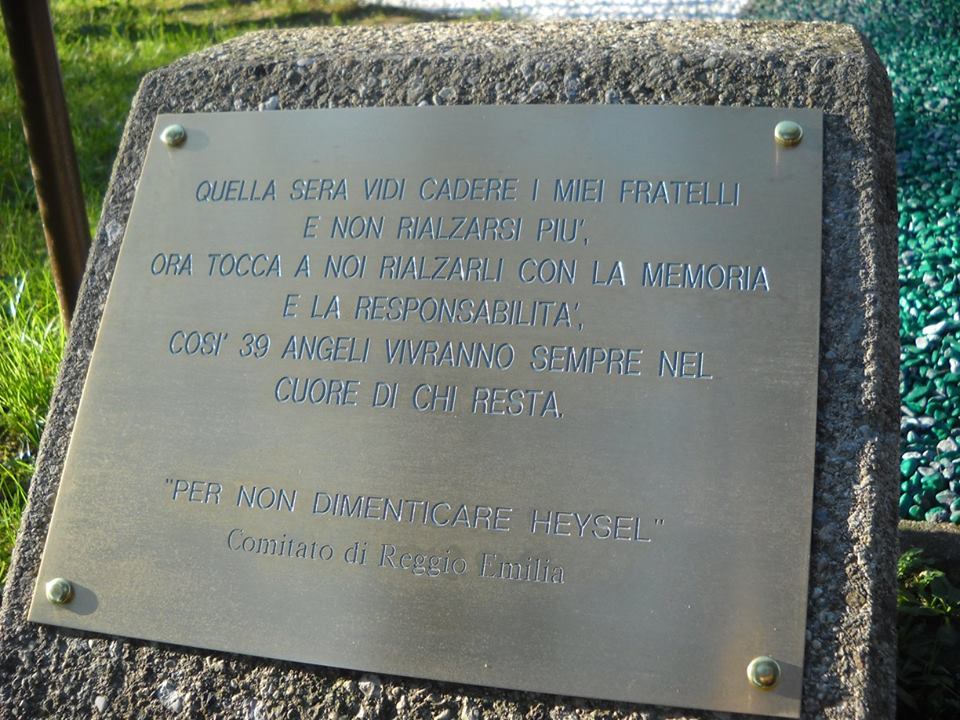 QUELLA SERA VIDI CADERE I MIEI FRATELLI
E NON RIALZARSI PIU',
ORA TOCCA A NOI RIALZARLI CON LA MEMORIA
E LA RESPONSABILITA',
COSI' 39 ANGELI VIVRANNO SEMPRE NEL
CUORE DI CHI RESTA.
"PER NON DIMENTICARE HEYSEL"
Comitato di Reggio Emilia